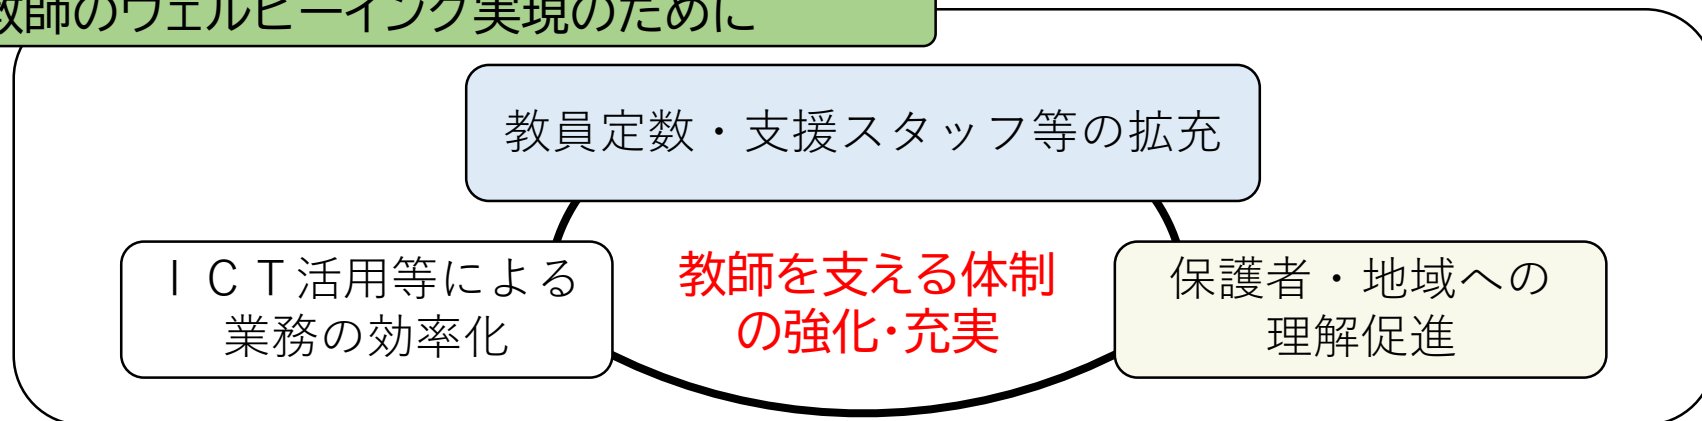 教師のウェルビーイング実現のために
教員定数・支援スタッフ等の拡充
ＩＣＴ活用等による
業務の効率化
教師を支える体制
の強化・充実
保護者・地域への
理解促進